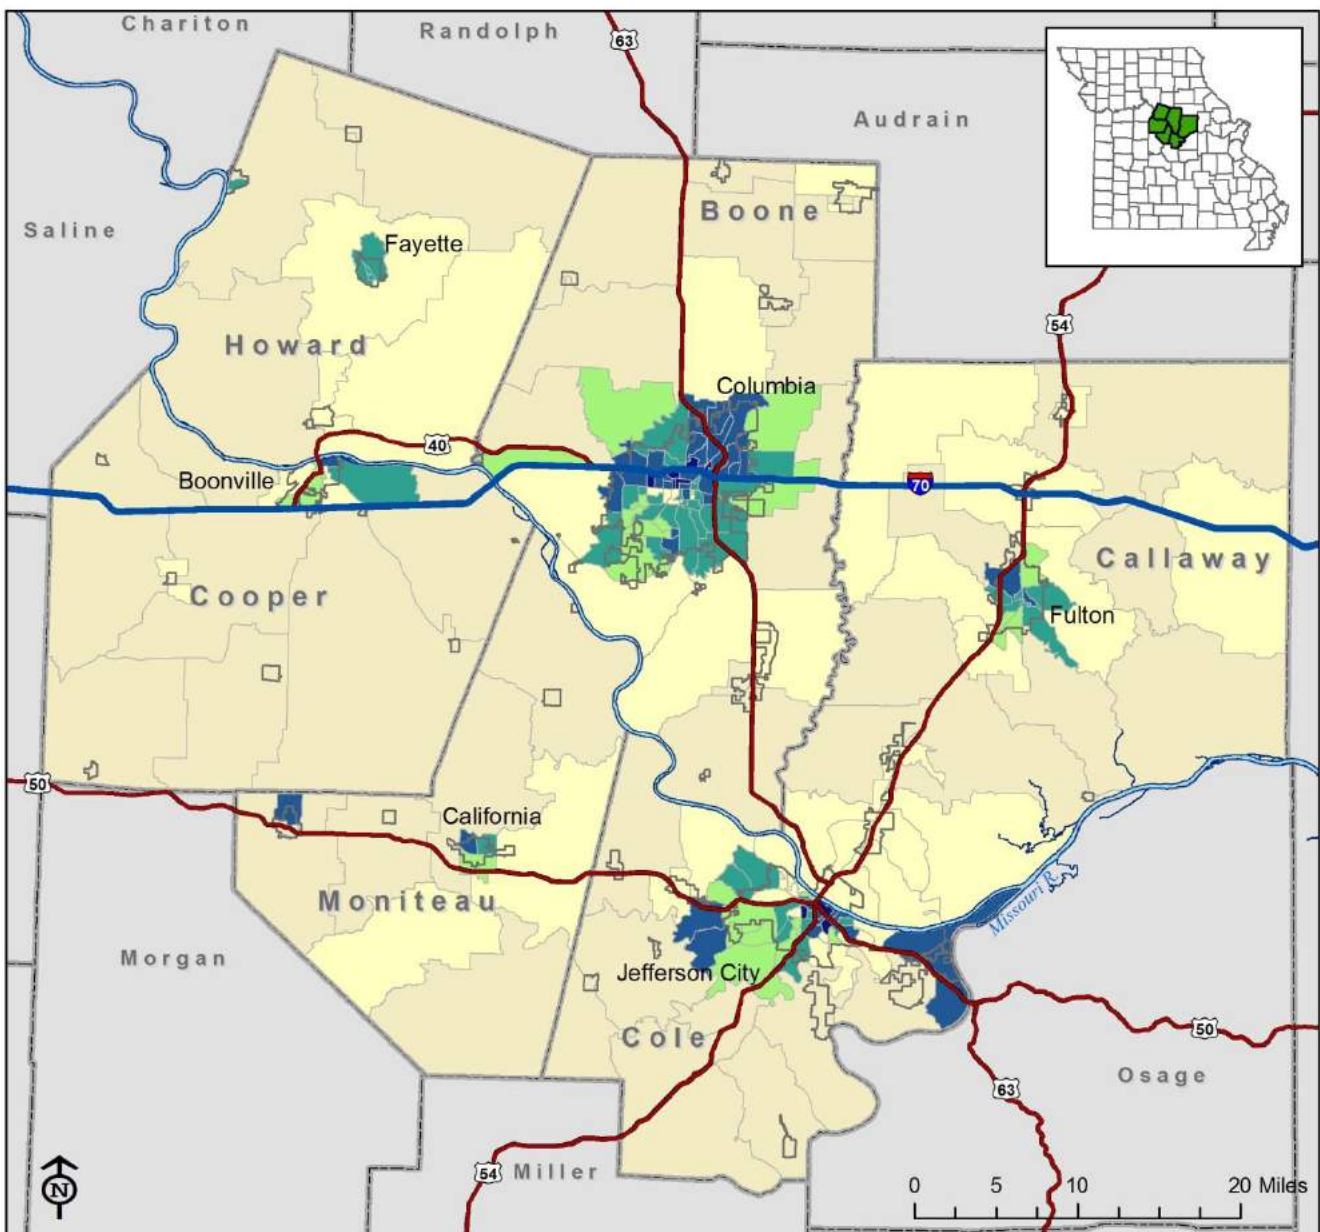 Chariton
Randolph
63
Audrain
Saline
Boone
Fayette
54
Howard
Columbia
40
Boonville
70
Callaway
Cooper
Fulton
50
California
Moniteau
Missouri R.
Morgan
Jefferson City
Cole
50
Osage
63
54
Miller
N
0 5 10 20 Miles